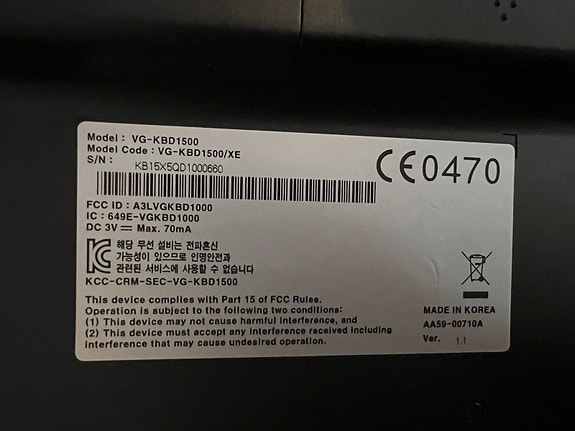 Model : VG-KBD1500
Model Code : VG-KBD1500/XE
S/N : KB15X5QD1000660
CE0470
FCC ID : A3LVGKBD1000
IC : 649E-VGKBD1000
DC 3V ⎓ Max. 70mA
해당 무선 설비는 전파혼신
가능성이 있으므로 인명안전과
관련된 서비스에 사용할 수 없습니다
KCC-CRM-SEC-VG-KBD1500
This device complies with Part 15 of FCC Rules.
Operation is subject to the following two conditions:
(1) This device may not cause harmful interference, and
(2) This device must accept any interference received including
interference that may cause undesired operation.
MADE IN KOREA
AA59-00710A
Ver. 1.1